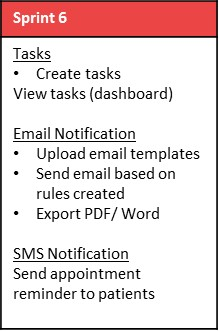 Sprint 6
Tasks
• Create tasks
View tasks (dashboard)
Email Notification
• Upload email templates
• Send email based on
rules created
• Export PDF/ Word
SMS Notification
Send appointment
reminder to patients